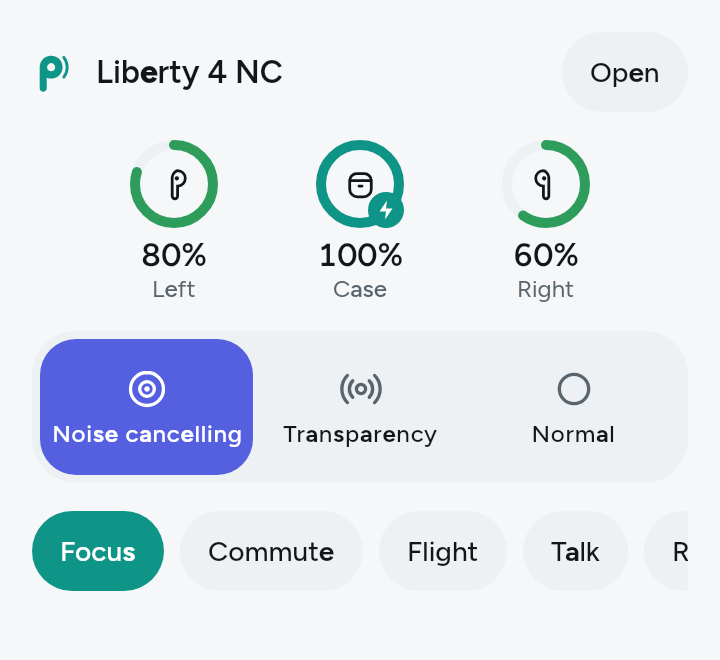 Liberty 4 NC
Open
80%
100%
60%
Left
Case
Right
Noise cancelling
Transparency
Normal
Focus
Commute
Flight
Talk